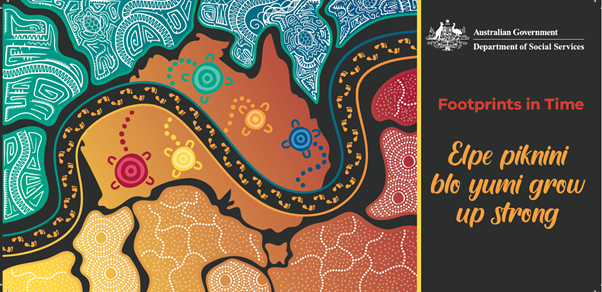 Australian Government
Department of Social Services
Footprints in Time
Elpe piknini
blo yumi grow
up strong